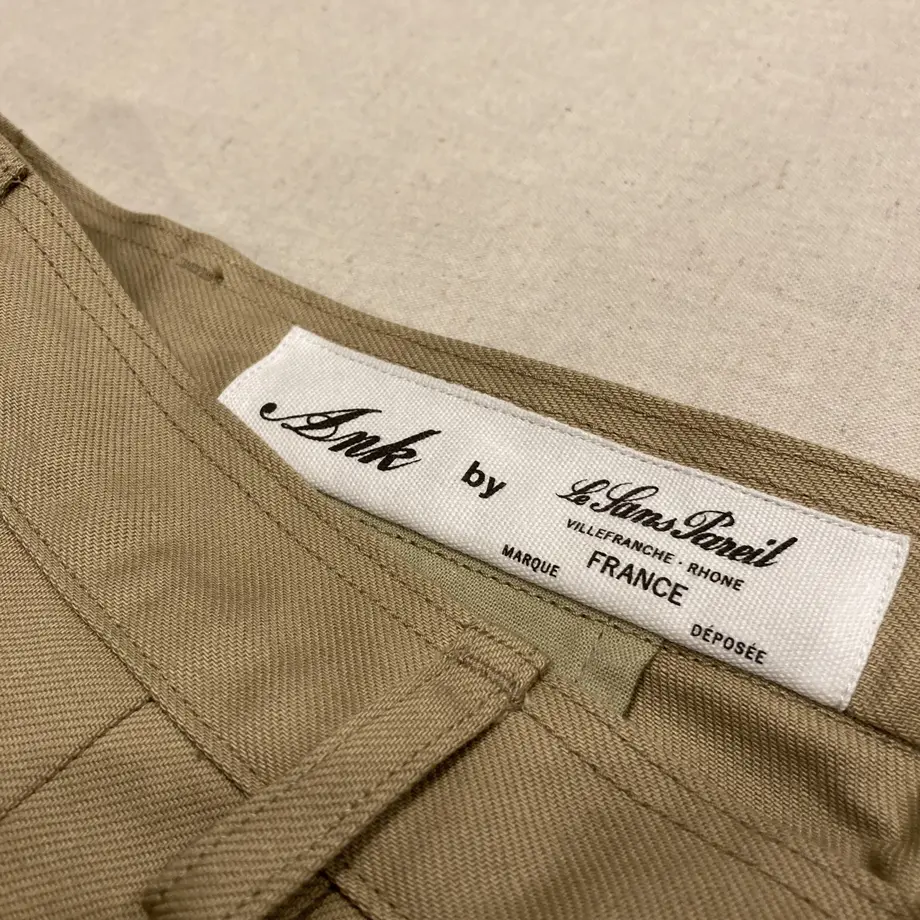 Ank by Le Sans Pareil
VILLEFRANCHE · RHONE
MARQUE FRANCE DÉPOSÉE